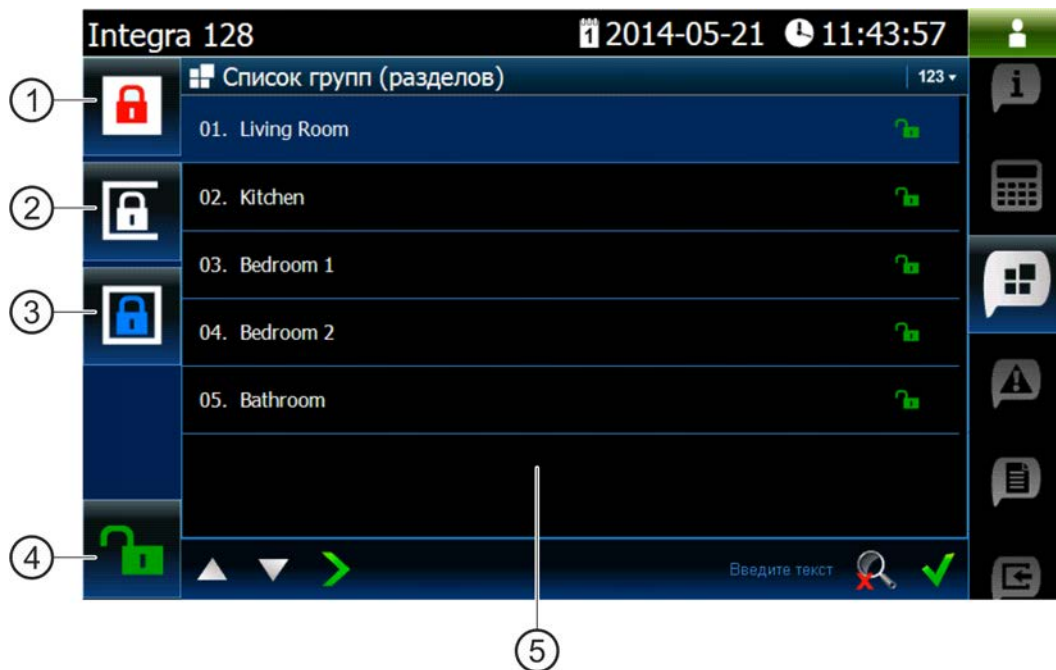 Integra 128 1 2014-05-21 11:43:57
Список групп (разделов) 123
01. Living Room
02. Kitchen
03. Bedroom 1
04. Bedroom 2
05. Bathroom
Введите текст
1
2
3
4
5